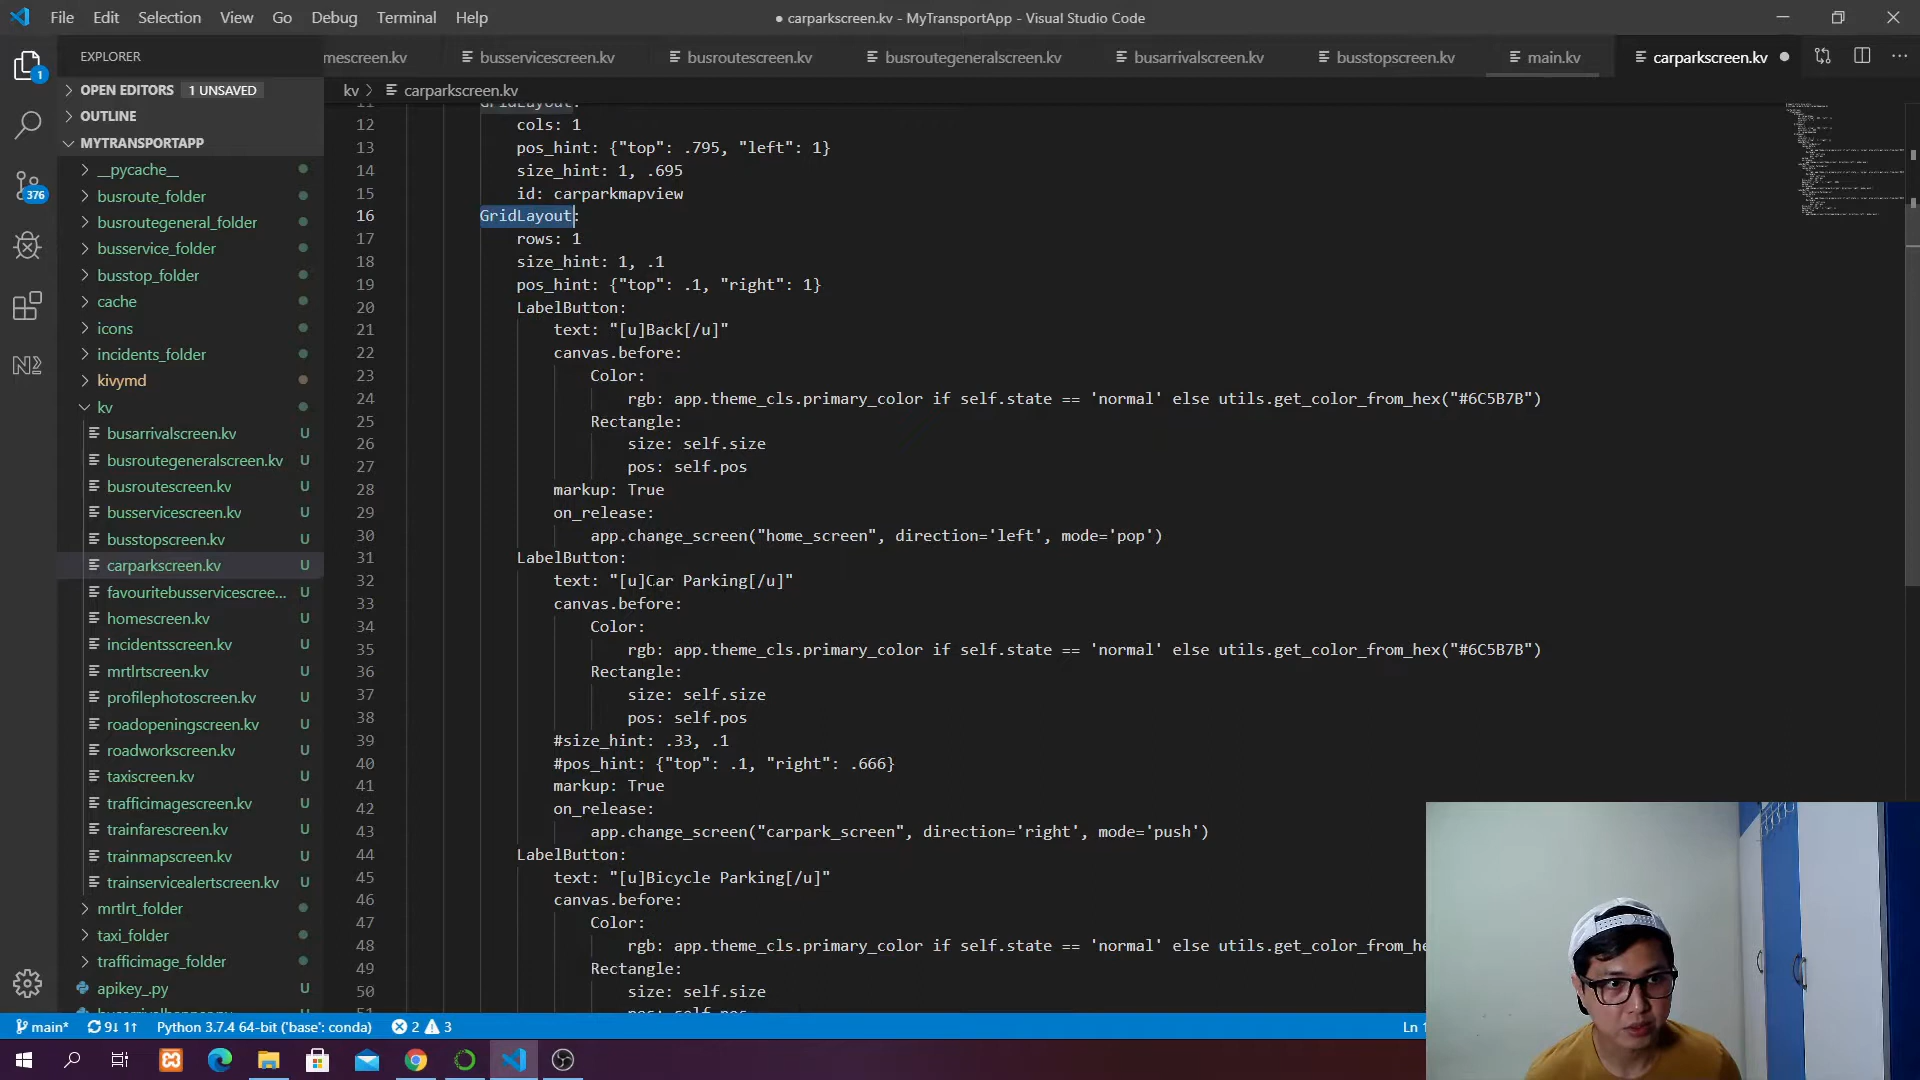 File Edit Selection View Go Debug Terminal Help
● carparkscreen.kv - MyTransportApp - Visual Studio Code
EXPLORER
mescreen.kv busservicescreen.kv busroutescreen.kv busroutegeneralscreen.kv busarrivalscreen.kv busstopscreen.kv main.kv carparkscreen.kv
OPEN EDITORS 1 UNSAVED
OUTLINE
MYTRANSPORTAPP
__pycache__
busroute_folder
busroutegeneral_folder
busservice_folder
busstop_folder
cache
icons
incidents_folder
kivymd
kv
busarrivalscreen.kv U
busroutegeneralscreen.kv U
busroutescreen.kv U
busservicescreen.kv U
busstopscreen.kv U
carparkscreen.kv U
favouritebusservicescree... U
homescreen.kv U
incidentsscreen.kv U
mrtlrtscreen.kv U
profilephotoscreen.kv U
roadopeningscreen.kv U
roadworkscreen.kv U
taxiscreen.kv U
trafficimagescreen.kv U
trainfarescreen.kv U
trainmapscreen.kv U
trainservicealertscreen.kv U
mrtlrt_folder
taxi_folder
trafficimage_folder
apikey_.py U
1
376
kv > carparkscreen.kv
11 GridLayout:
12 cols: 1
13 pos_hint: {"top": .795, "left": 1}
14 size_hint: 1, .695
15 id: carparkmapview
16 GridLayout:
17 rows: 1
18 size_hint: 1, .1
19 pos_hint: {"top": .1, "right": 1}
20 LabelButton:
21 text: "[u]Back[/u]"
22 canvas.before:
23 Color:
24 rgb: app.theme_cls.primary_color if self.state == 'normal' else utils.get_color_from_hex("#6C5B7B")
25 Rectangle:
26 size: self.size
27 pos: self.pos
28 markup: True
29 on_release:
30 app.change_screen("home_screen", direction='left', mode='pop')
31 LabelButton:
32 text: "[u]Car Parking[/u]"
33 canvas.before:
34 Color:
35 rgb: app.theme_cls.primary_color if self.state == 'normal' else utils.get_color_from_hex("#6C5B7B")
36 Rectangle:
37 size: self.size
38 pos: self.pos
39 #size_hint: .33, .1
40 #pos_hint: {"top": .1, "right": .666}
41 markup: True
42 on_release:
43 app.change_screen("carpark_screen", direction='right', mode='push')
44 LabelButton:
45 text: "[u]Bicycle Parking[/u]"
46 canvas.before:
47 Color:
48 rgb: app.theme_cls.primary_color if self.state == 'normal' else utils.get_color_from_he
49 Rectangle:
50 size: self.size
main* 9↓ 1↑ Python 3.7.4 64-bit ('base': conda) 2 3 Ln 1